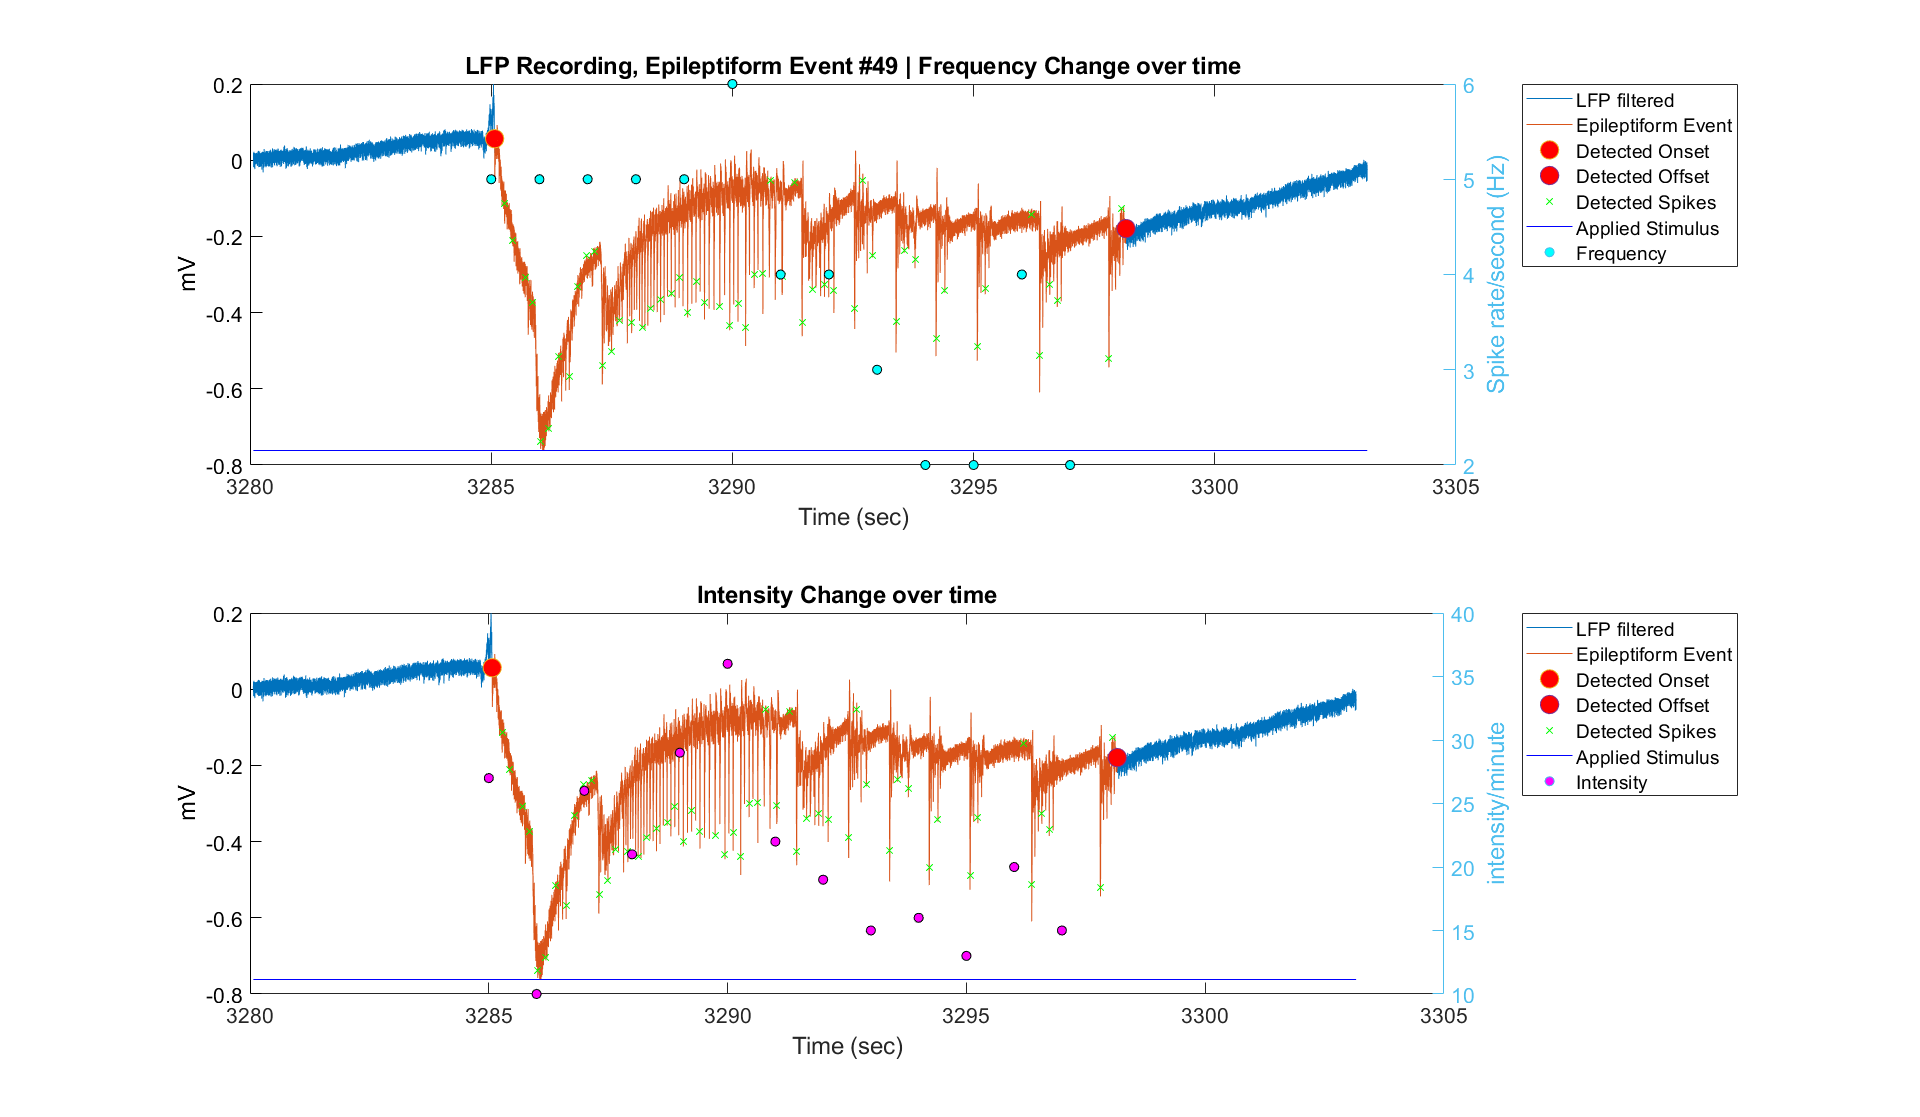 LFP Recording, Epileptiform Event #49 | Frequency Change over time
0.2
0
-0.2
-0.4
-0.6
-0.8
mV
3280
3285
3290
3295
3300
3305
Time (sec)
6
5
4
3
2
Spike rate/second (Hz)
LFP filtered
Epileptiform Event
Detected Onset
Detected Offset
Detected Spikes
Applied Stimulus
Frequency
Intensity Change over time
0.2
0
-0.2
-0.4
-0.6
-0.8
mV
3280
3285
3290
3295
3300
3305
Time (sec)
40
35
30
25
20
15
10
intensity/minute
LFP filtered
Epileptiform Event
Detected Onset
Detected Offset
Detected Spikes
Applied Stimulus
Intensity